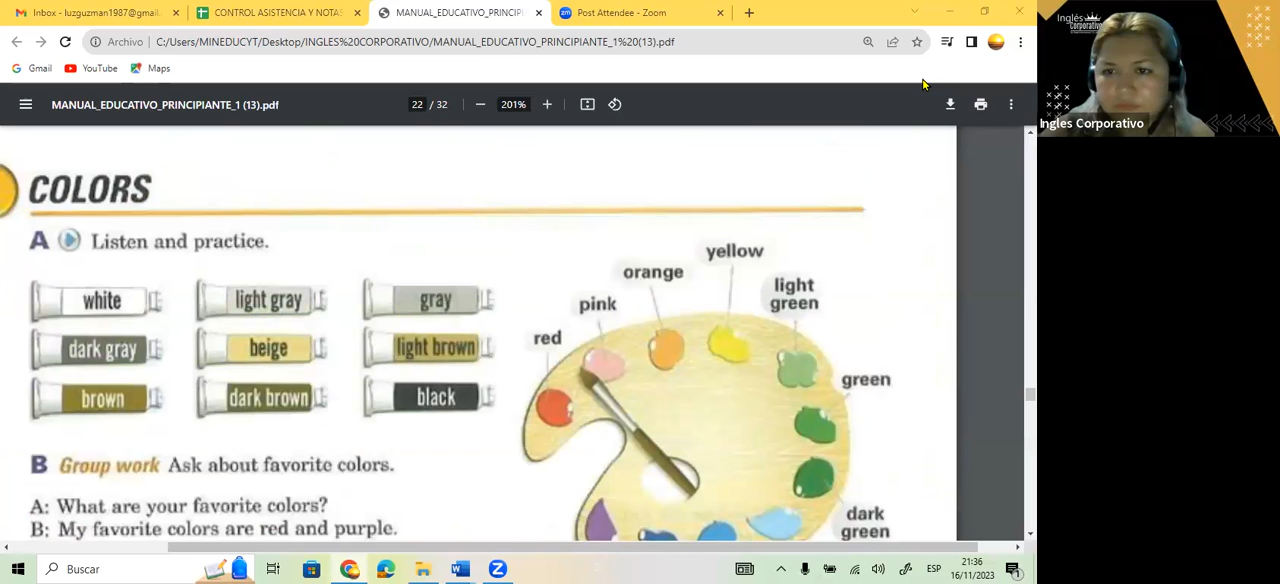 Inbox - luzguzman1987@gmail.
CONTROL ASISTENCIA Y NOTAS
MANUAL_EDUCATIVO_PRINCIPI
Post Attendee - Zoom
Archivo
C:/Users/MINEDUCYT/Desktop/INGLES%20CORPORATIVO/MANUAL_EDUCATIVO_PRINCIPIANTE_1%20(13).pdf
Gmail
YouTube
Maps
MANUAL_EDUCATIVO_PRINCIPIANTE_1 (13).pdf
22 / 32
201%
Inglés
Corporativo
Ingles Corporativo
COLORS
A Listen and practice.
white
light gray
gray
dark gray
beige
light brown
brown
dark brown
black
red
pink
orange
yellow
light
green
green
dark
green
B Group work Ask about favorite colors.
A: What are your favorite colors?
B: My favorite colors are red and purple.
Buscar
ESP
21:36
16/11/2023